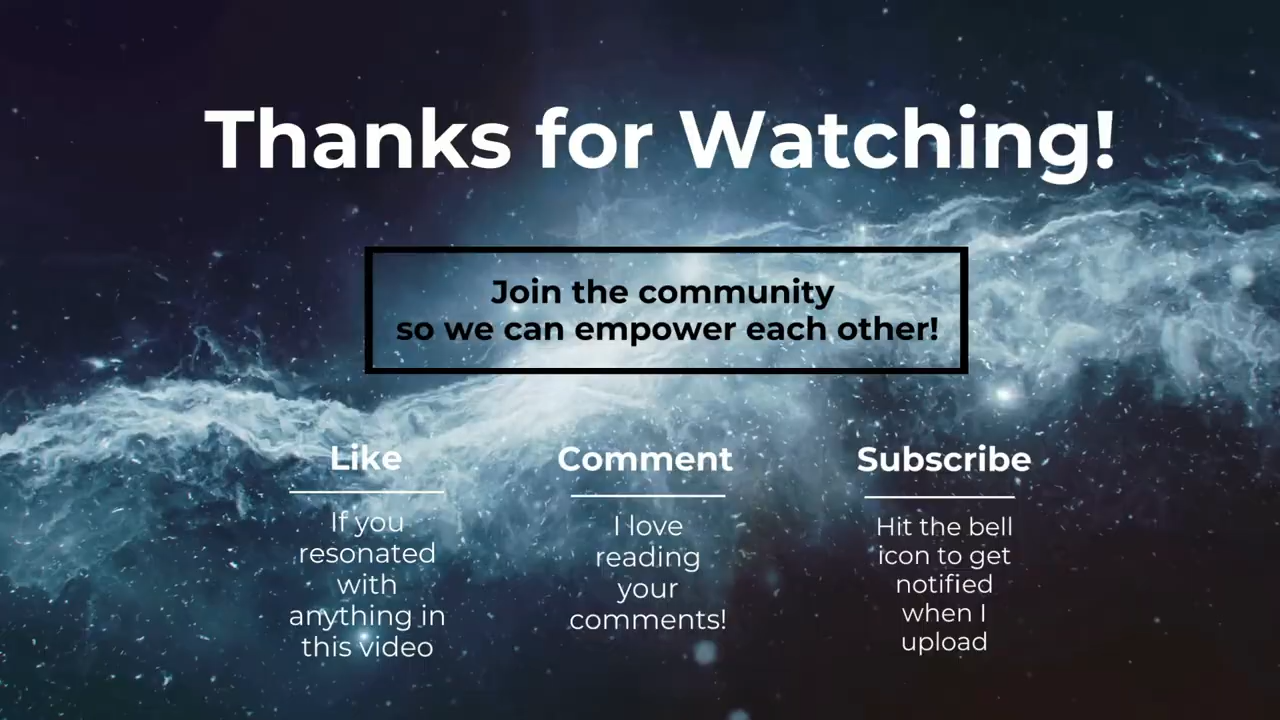 Thanks for Watching!
Join the community
so we can empower each other!
Like
If you
resonated
with
anything in
this video
Comment
I love
reading
your
comments!
Subscribe
Hit the bell
icon to get
notified
when I
upload